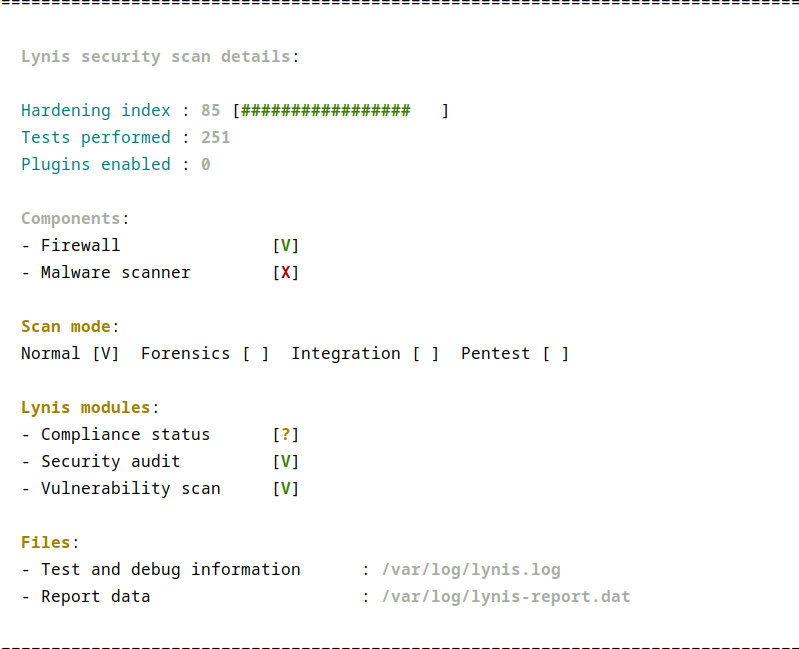 ================================================================================
Lynis security scan details:
Hardening index : 85 [#################   ]
Tests performed : 251
Plugins enabled : 0
Components:
- Firewall               [V]
- Malware scanner        [X]
Scan mode:
Normal [V]  Forensics [ ]  Integration [ ]  Pentest [ ]
Lynis modules:
- Compliance status      [?]
- Security audit         [V]
- Vulnerability scan     [V]
Files:
- Test and debug information      : /var/log/lynis.log
- Report data                     : /var/log/lynis-report.dat
--------------------------------------------------------------------------------